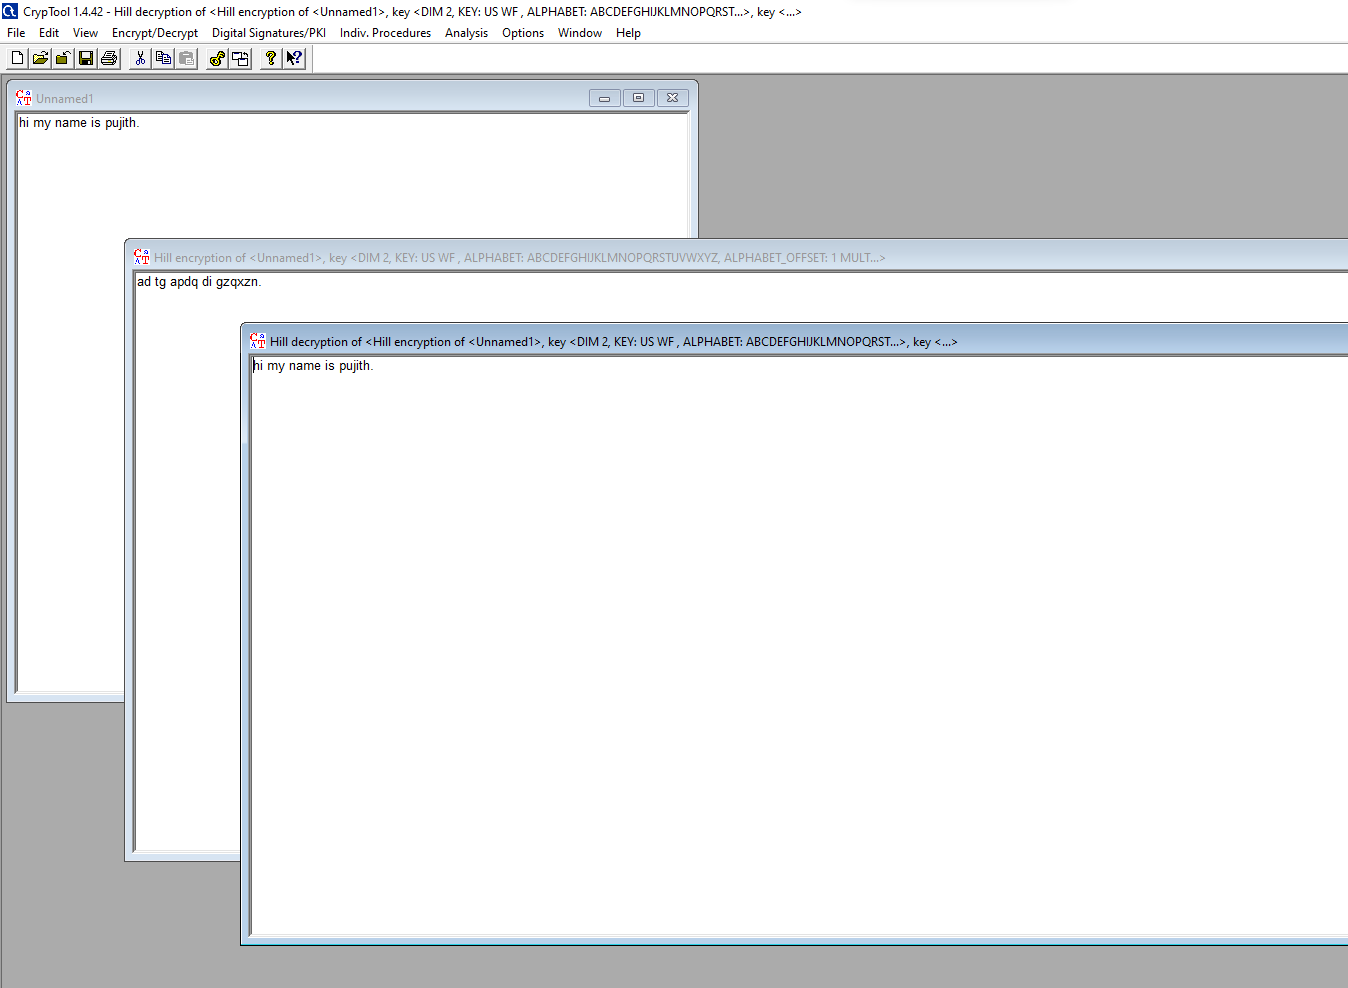 CrypTool 1.4.42 - Hill decryption of <Hill encryption of <Unnamed1>, key <DIM 2, KEY: US WF , ALPHABET: ABCDEFGHIJKLMNOPQRST...>, key <...>
File Edit View Encrypt/Decrypt Digital Signatures/PKI Indiv. Procedures Analysis Options Window Help
Unnamed1
hi my name is pujith.
Hill encryption of <Unnamed1>, key <DIM 2, KEY: US WF , ALPHABET: ABCDEFGHIJKLMNOPQRSTUVWXYZ, ALPHABET_OFFSET: 1 MULT...>
ad tg apdq di gzqxzn.
Hill decryption of <Hill encryption of <Unnamed1>, key <DIM 2, KEY: US WF , ALPHABET: ABCDEFGHIJKLMNOPQRST...>, key <...>
hi my name is pujith.